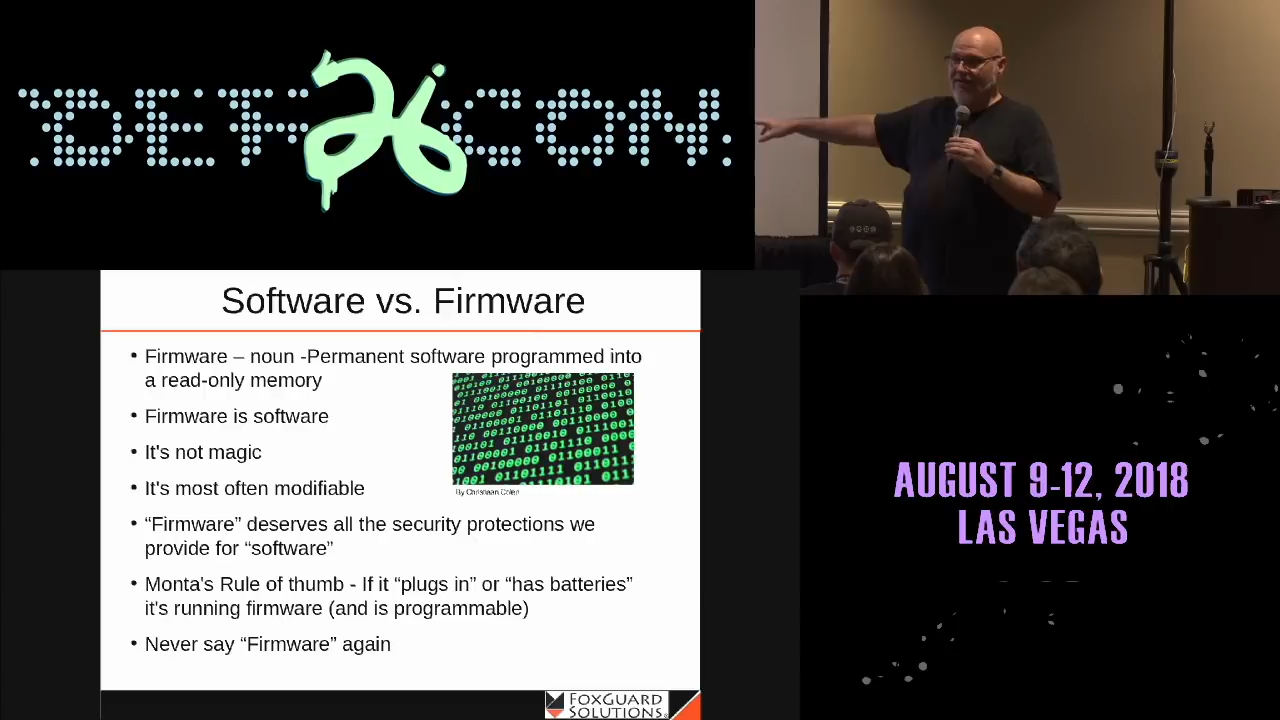 DEF 26 CON
Software vs. Firmware
• Firmware – noun -Permanent software programmed into
a read-only memory
• Firmware is software
• It's not magic
• It's most often modifiable
• “Firmware” deserves all the security protections we
provide for “software”
• Monta's Rule of thumb - If it “plugs in” or “has batteries”
it's running firmware (and is programmable)
• Never say “Firmware” again
By Christiaan Colen
FOXGUARD
SOLUTIONS
AUGUST 9-12, 2018
LAS VEGAS